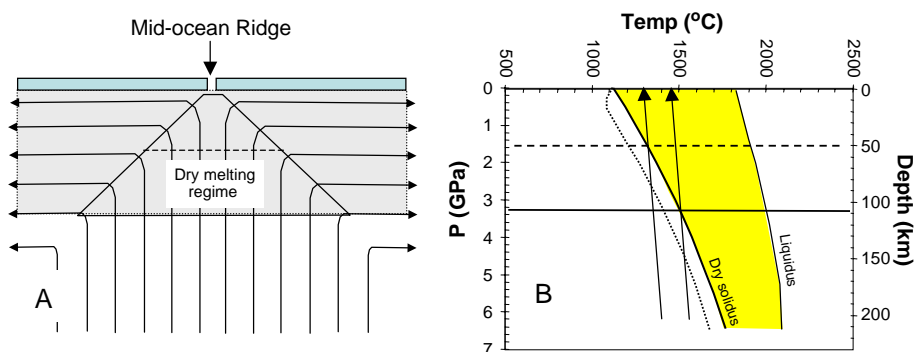 Mid-ocean Ridge
Dry melting
regime
A
Temp (°C)
500
1000
1500
2000
2500
0
1
2
3
4
5
6
7
P (GPa)
0
50
100
150
200
Depth (km)
Dry solidus
Liquidus
B